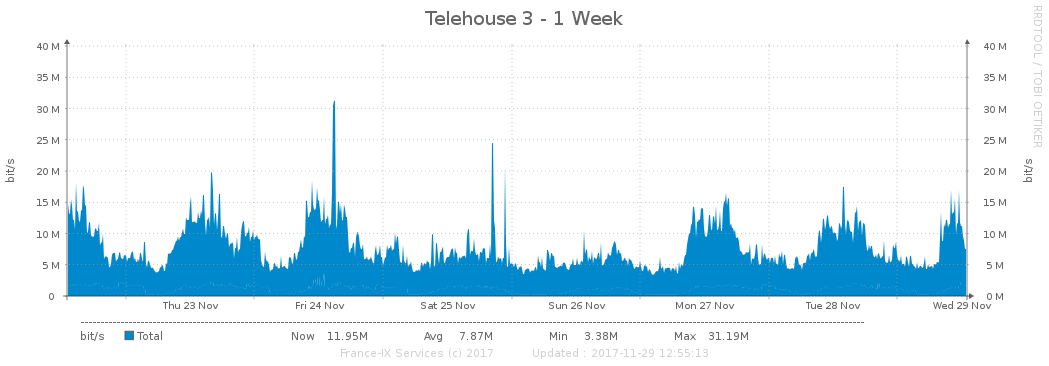 Telehouse 3 - 1 Week
RRDTOOL / TOBI OETIKER
40 M 40 M
35 M 35 M
30 M 30 M
25 M 25 M
20 M 20 M
15 M 15 M
10 M 10 M
5 M 5 M
0 0 M
bit/s bit/s
Thu 23 Nov Fri 24 Nov Sat 25 Nov Sun 26 Nov Mon 27 Nov Tue 28 Nov Wed 29 Nov
bit/s Total Now 11.95M Avg 7.87M Min 3.38M Max 31.19M
France-IX Services (c) 2017 Updated : 2017-11-29 12:55:13